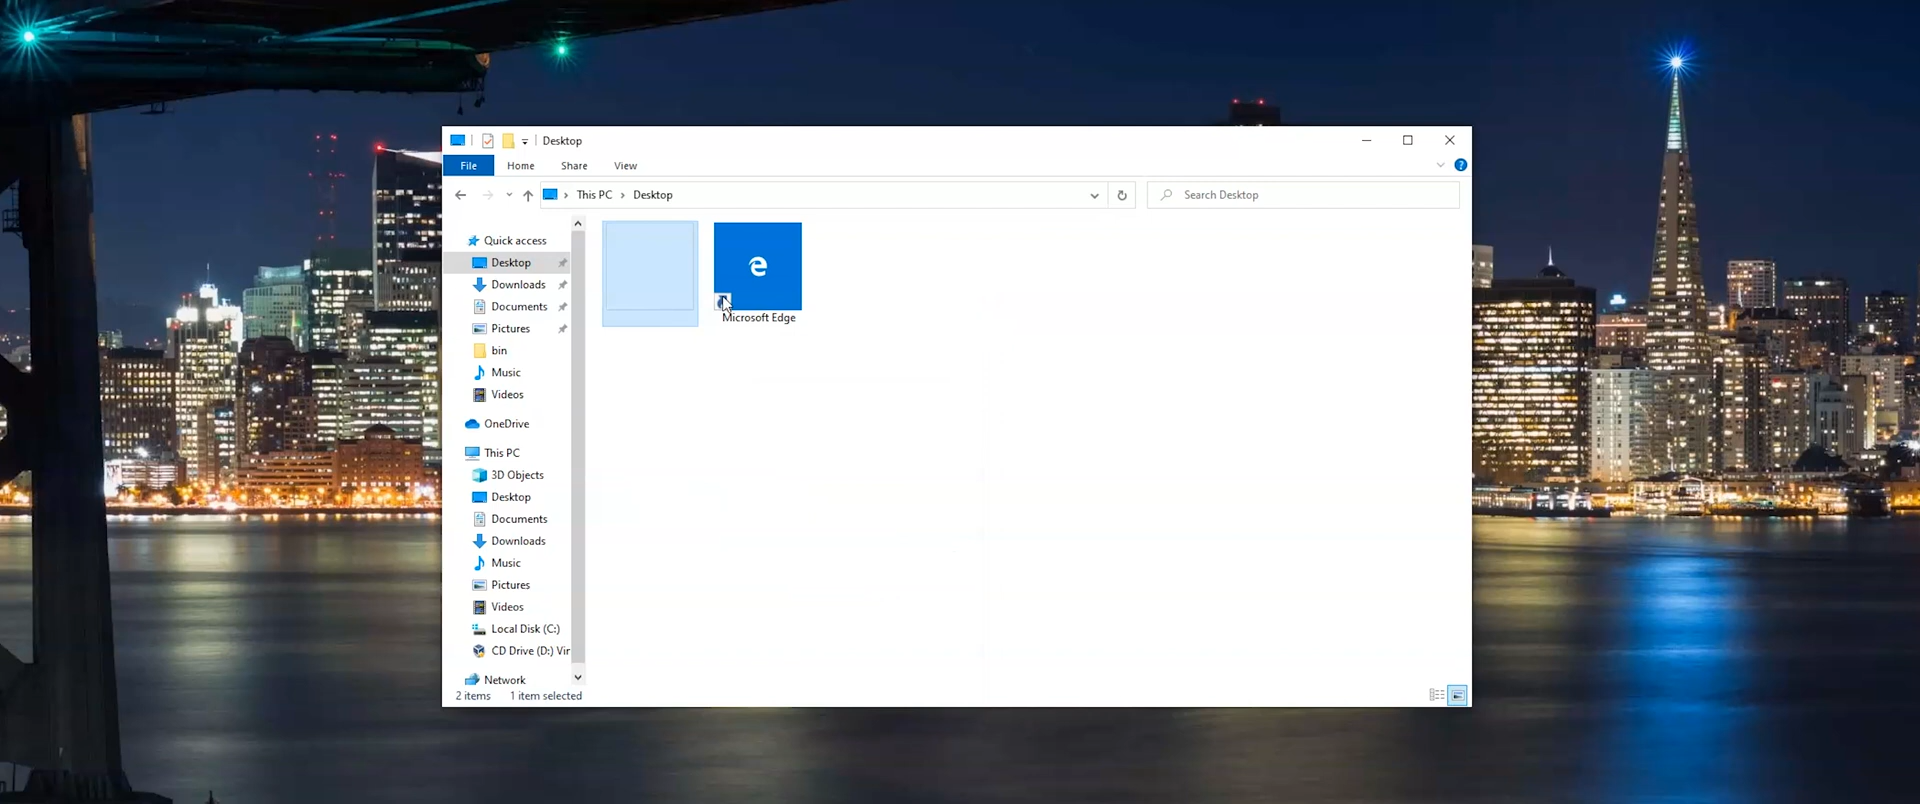 Desktop
File Home Share View
This PC Desktop
Search Desktop
Quick access
Desktop
Downloads
Documents
Pictures
bin
Music
Videos
OneDrive
This PC
3D Objects
Desktop
Documents
Downloads
Music
Pictures
Videos
Local Disk (C:)
CD Drive (D:) Vir
Network
Microsoft Edge
2 items 1 item selected